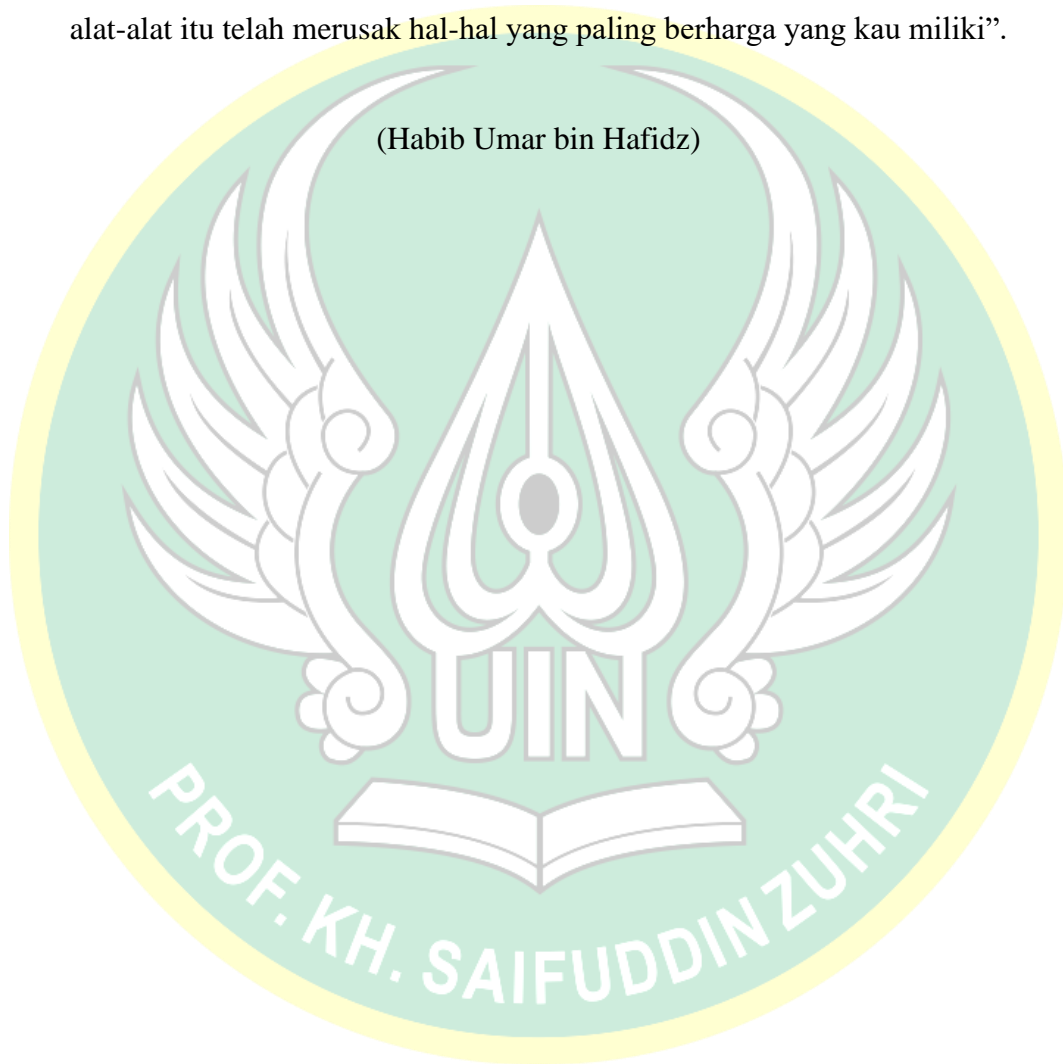 alat-alat itu telah merusak hal-hal yang paling berharga yang kau miliki”.
(Habib Umar bin Hafidz)
UIN
PROF. KH. SAIFUDDIN ZUHRI